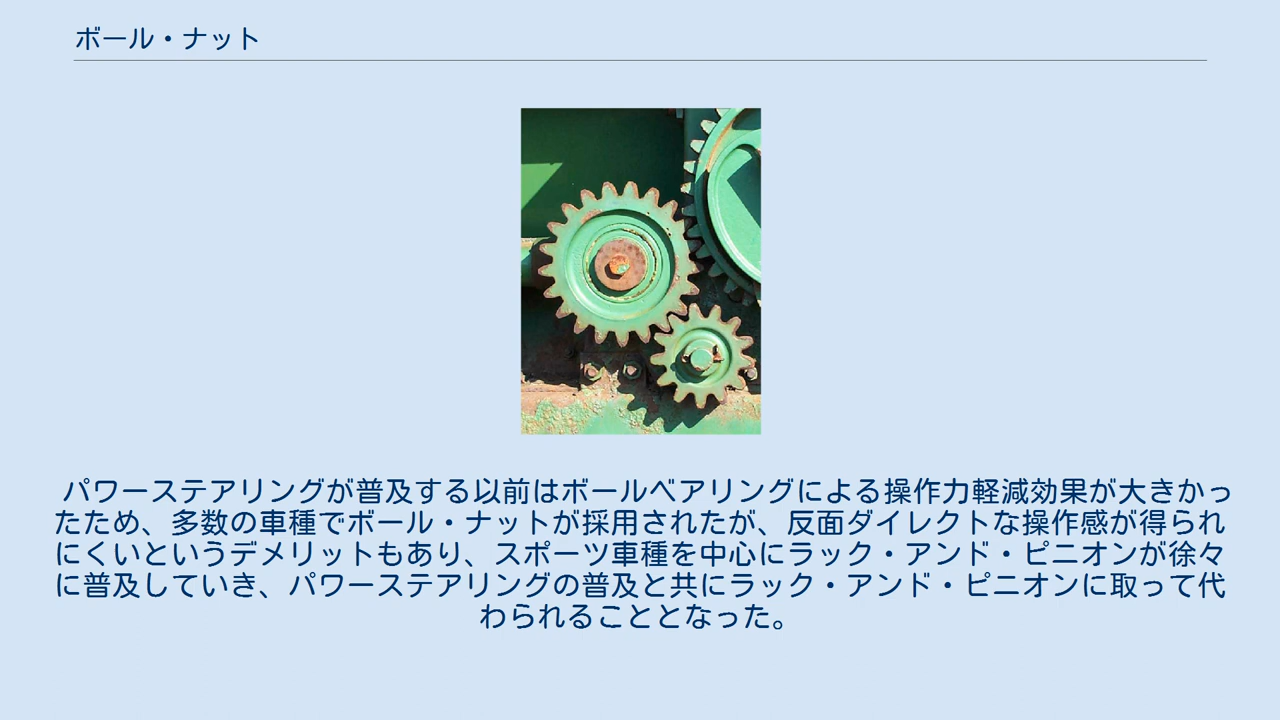 ボール・ナット
パワーステアリングが普及する以前はボールベアリングによる操作力軽減効果が大きかっ
たため、多数の車種でボール・ナットが採用されたが、反面ダイレクトな操作感が得られ
にくいというデメリットもあり、スポーツ車種を中心にラック・アンド・ピニオンが徐々
に普及していき、パワーステアリングの普及と共にラック・アンド・ピニオンに取って代
わられることとなった。